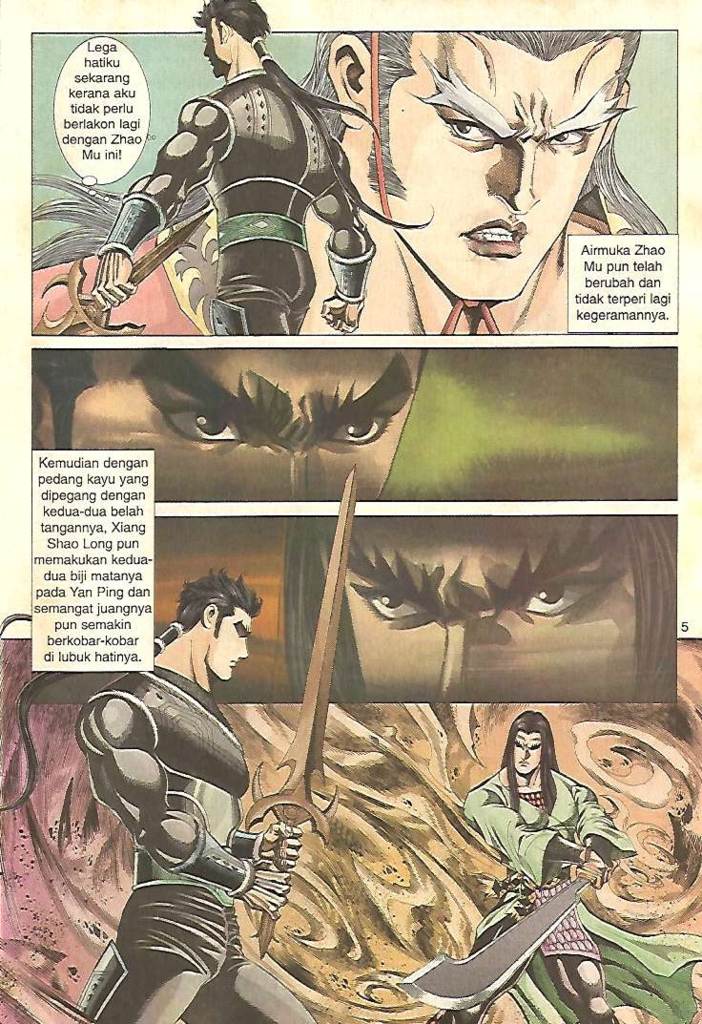 Lega
hatiku
sekarang
kerana aku
tidak perlu
berlakon lagi
dengan Zhao
Mu ini!
Airmuka Zhao
Mu pun telah
berubah dan
tidak terperi lagi
kegeramannya.
Kemudian dengan
pedang kayu yang
dipegang dengan
kedua-dua belah
tangannya, Xiang
Shao Long pun
memakukan kedua-
dua biji matanya
pada Yan Ping dan
semangat juangnya
pun semakin
berkobar-kobar
di lubuk hatinya.
5